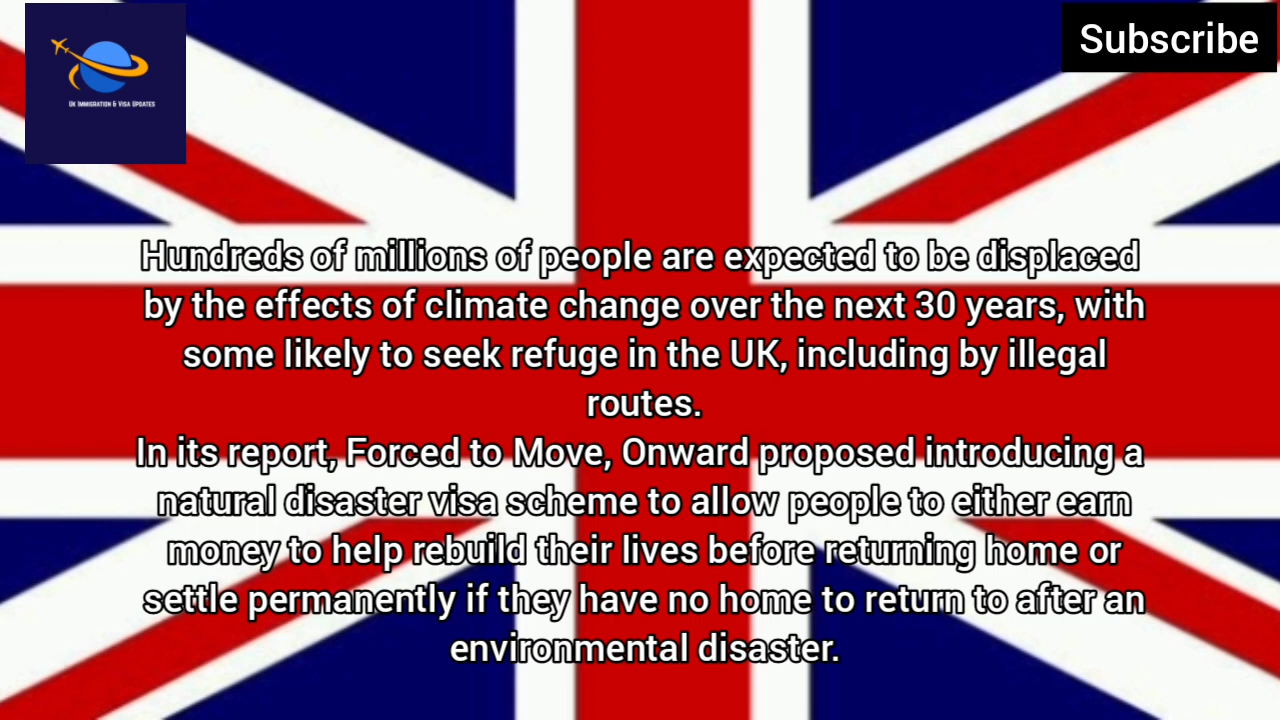 UK Immigration & Visa Updates
Subscribe
Hundreds of millions of people are expected to be displaced
by the effects of climate change over the next 30 years, with
some likely to seek refuge in the UK, including by illegal
routes.
In its report, Forced to Move, Onward proposed introducing a
natural disaster visa scheme to allow people to either earn
money to help rebuild their lives before returning home or
settle permanently if they have no home to return to after an
environmental disaster.